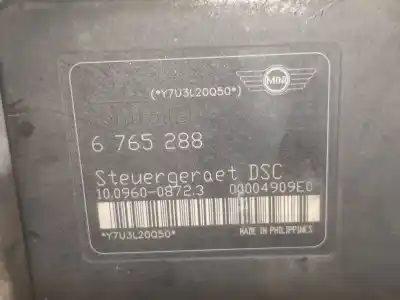 (*Y7U3L20Q50*)
MINI
6 765 288
Steuergeraet DSC
10.0960-0872.3 00004909E0
*Y7U3L20Q50*
MADE IN PHILIPPINES